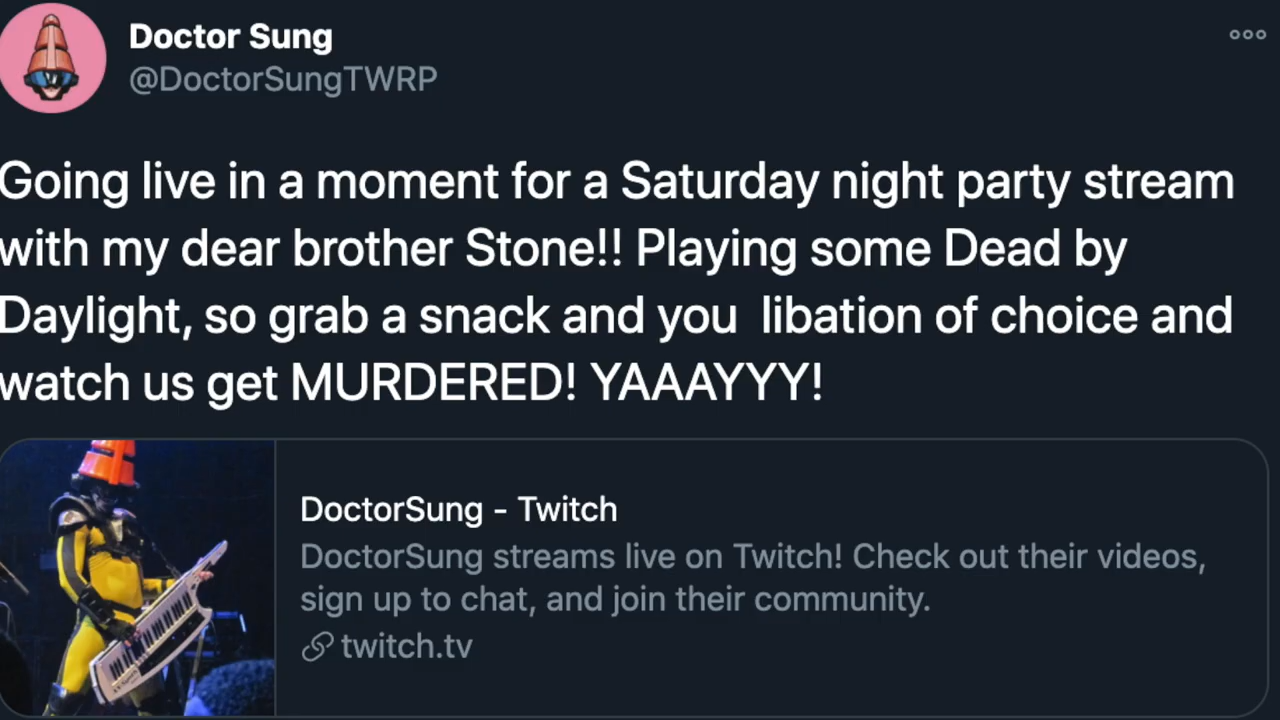 Doctor Sung
@DoctorSungTWRP
Going live in a moment for a Saturday night party stream
with my dear brother Stone!! Playing some Dead by
Daylight, so grab a snack and you  libation of choice and
watch us get MURDERED! YAAAYYY!
DoctorSung - Twitch
DoctorSung streams live on Twitch! Check out their videos,
sign up to chat, and join their community.
twitch.tv